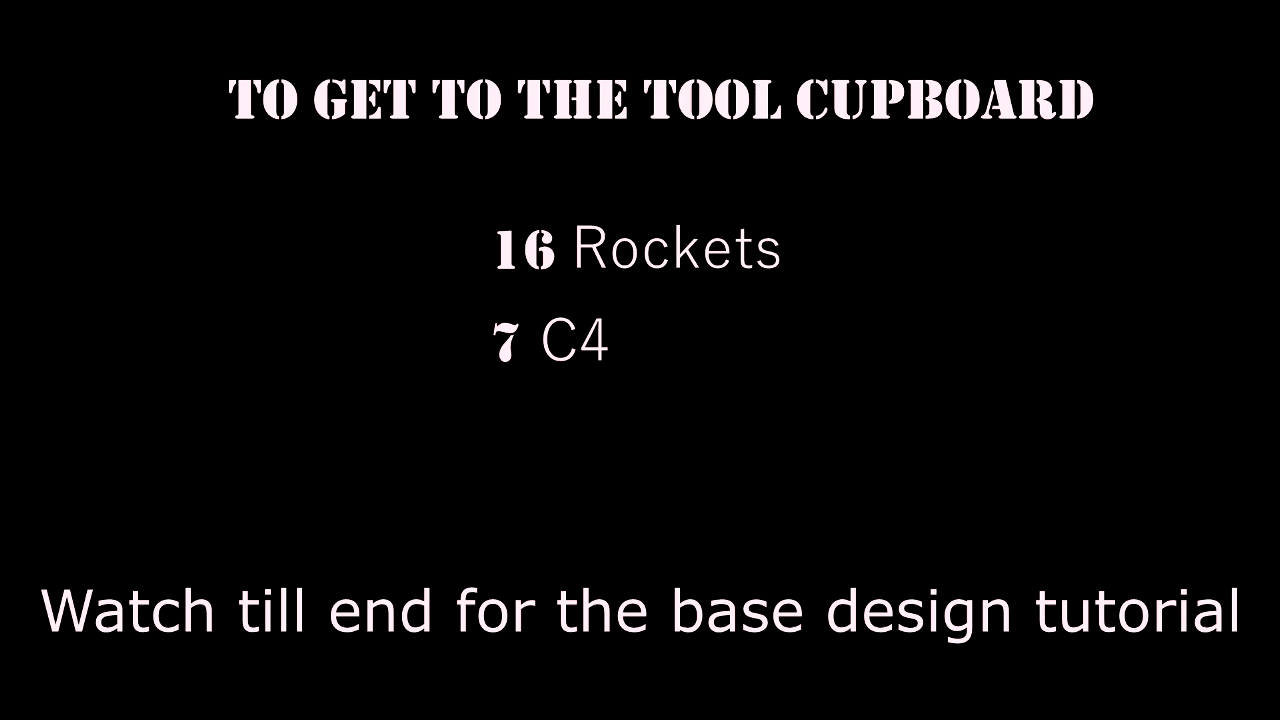 TO GET TO THE TOOL CUPBOARD
16 Rockets
7 C4
Watch till end for the base design tutorial